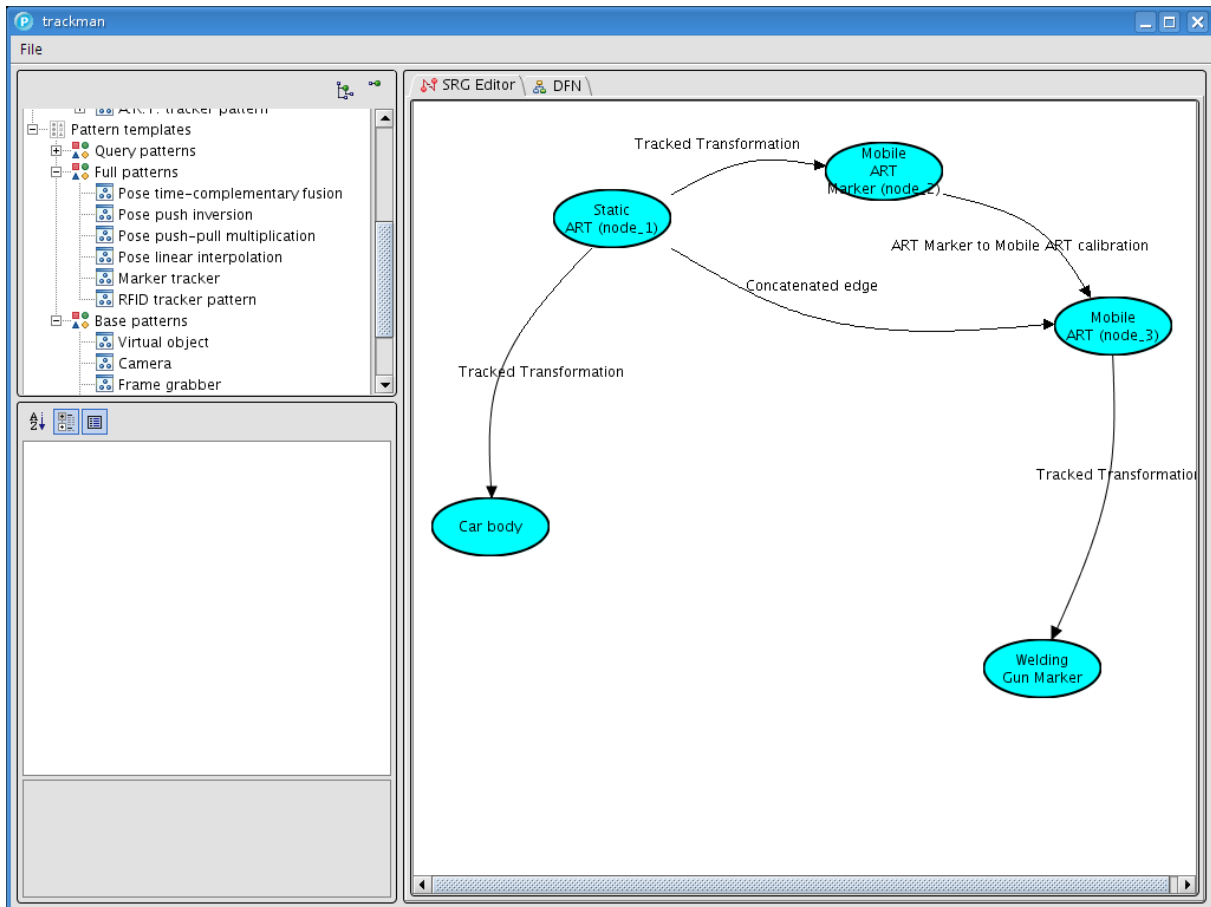 trackman
File
A.R.T. tracker pattern
Pattern templates
Query patterns
Full patterns
Pose time-complementary fusion
Pose push inversion
Pose push-pull multiplication
Pose linear interpolation
Marker tracker
RFID tracker pattern
Base patterns
Virtual object
Camera
Frame grabber
A
Z
SRG Editor
DFN
Tracked Transformation
Mobile
ART
Marker (node_2)
Static
ART (node_1)
ART Marker to Mobile ART calibration
Concatenated edge
Mobile
ART (node_3)
Tracked Transformation
Tracked Transformation
Car body
Welding
Gun Marker